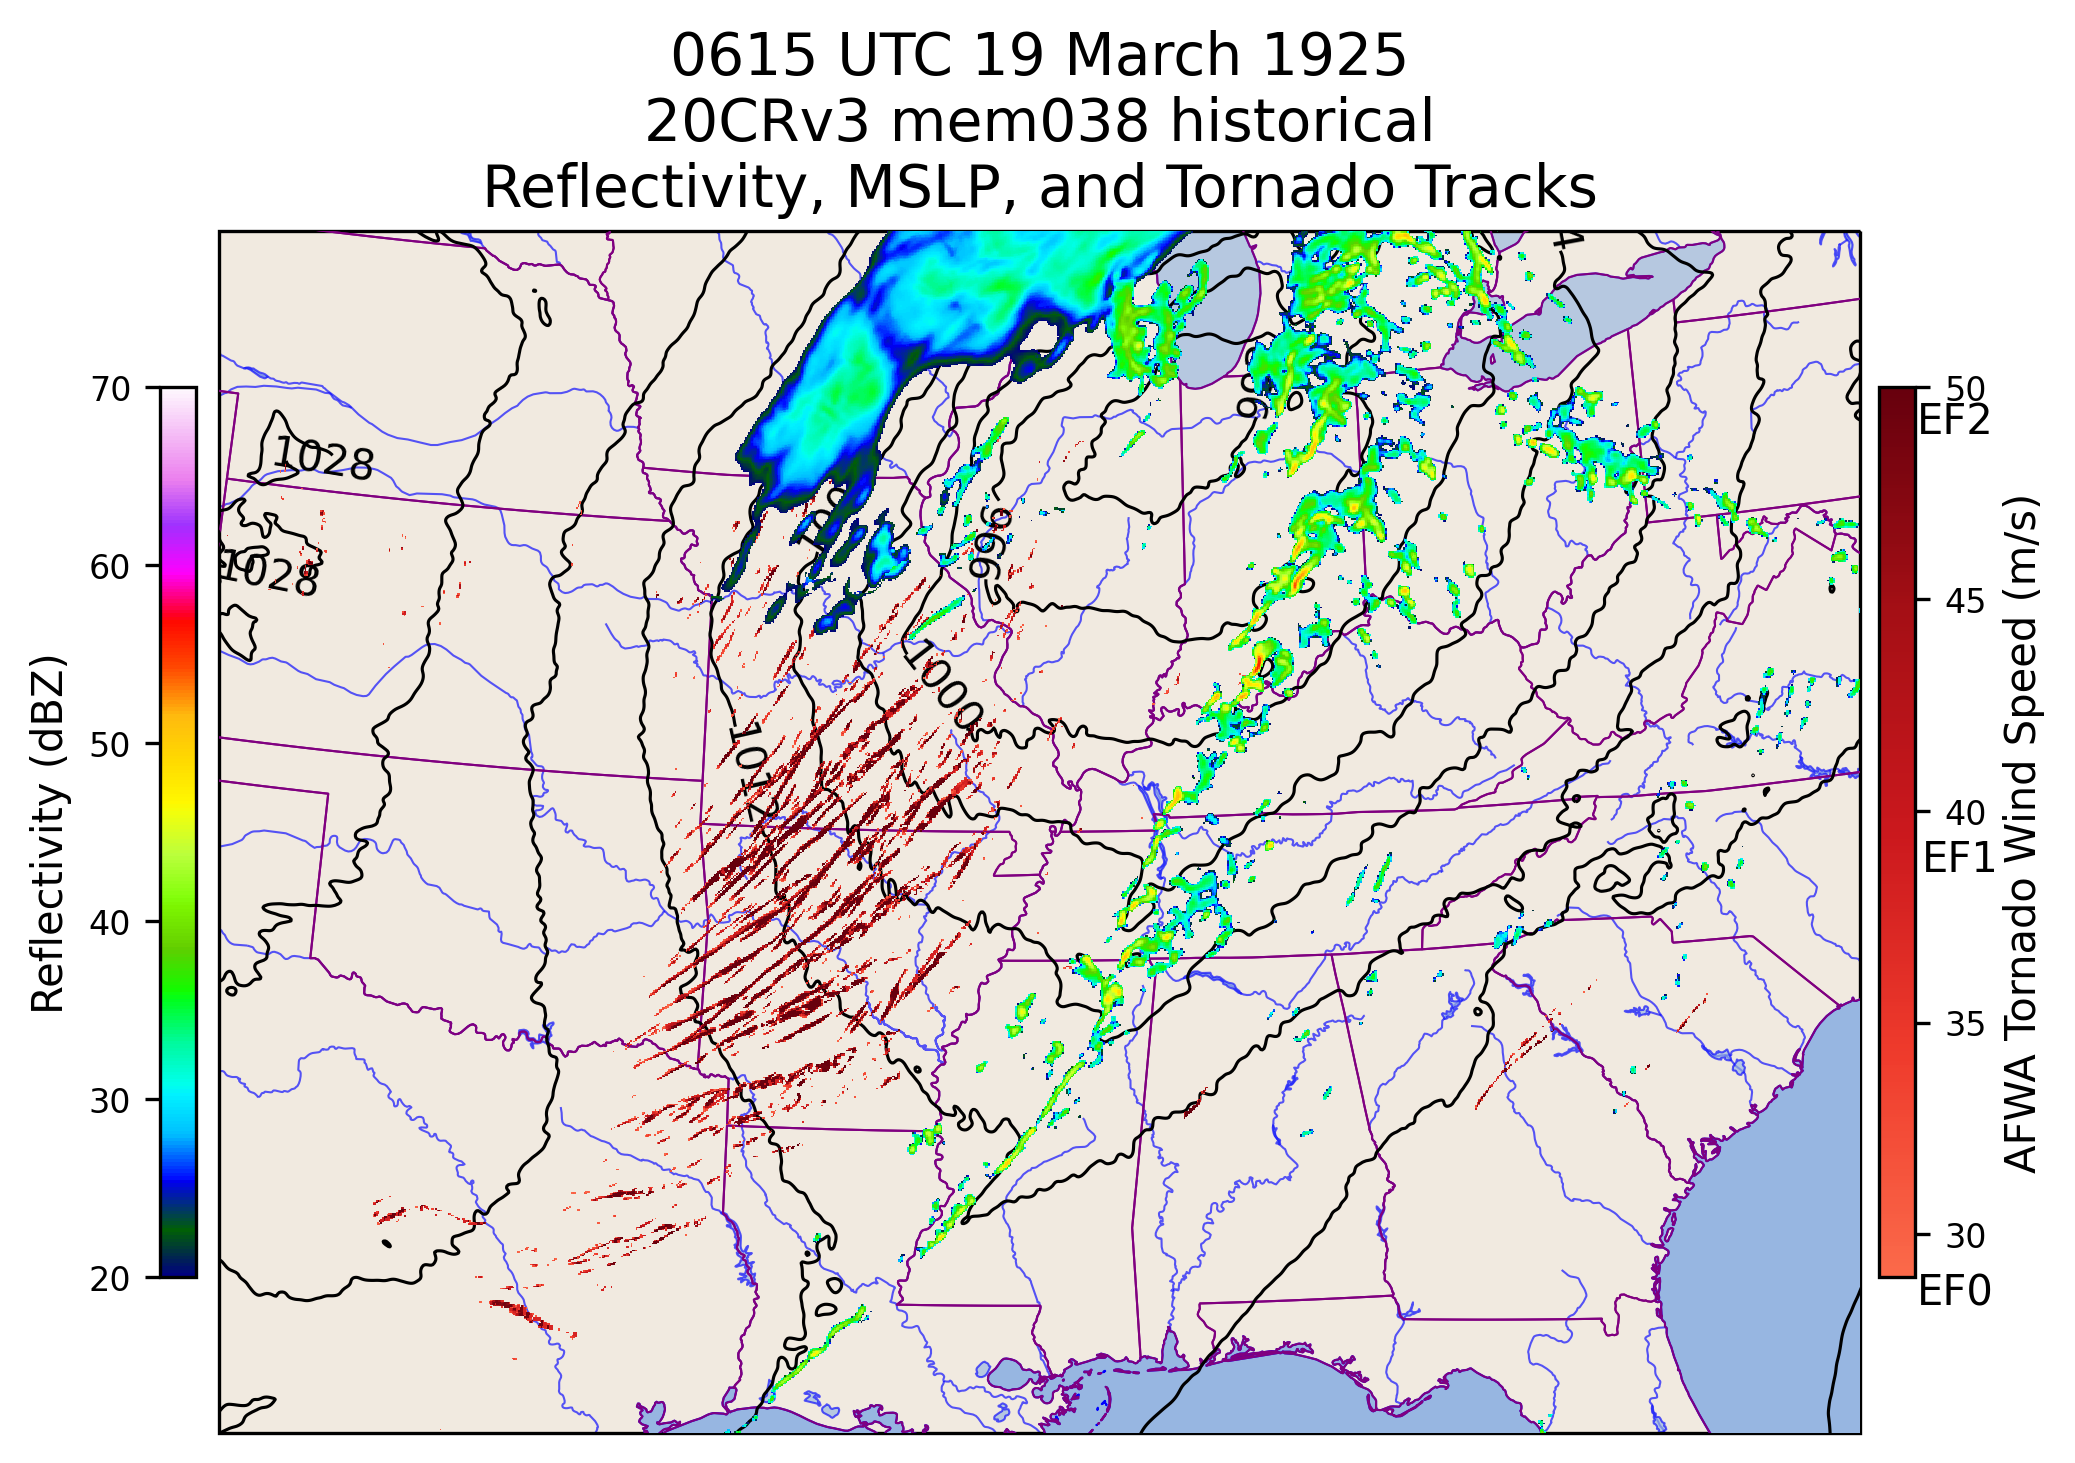 0615 UTC 19 March 1925
20CRv3 mem038 historical
Reflectivity, MSLP, and Tornado Tracks
Reflectivity (dBZ)
70
60
50
40
30
20
1028
1028
1012
1000
996
50
EF2
45
40
EF1
35
30
EF0
AFWA Tornado Wind Speed (m/s)